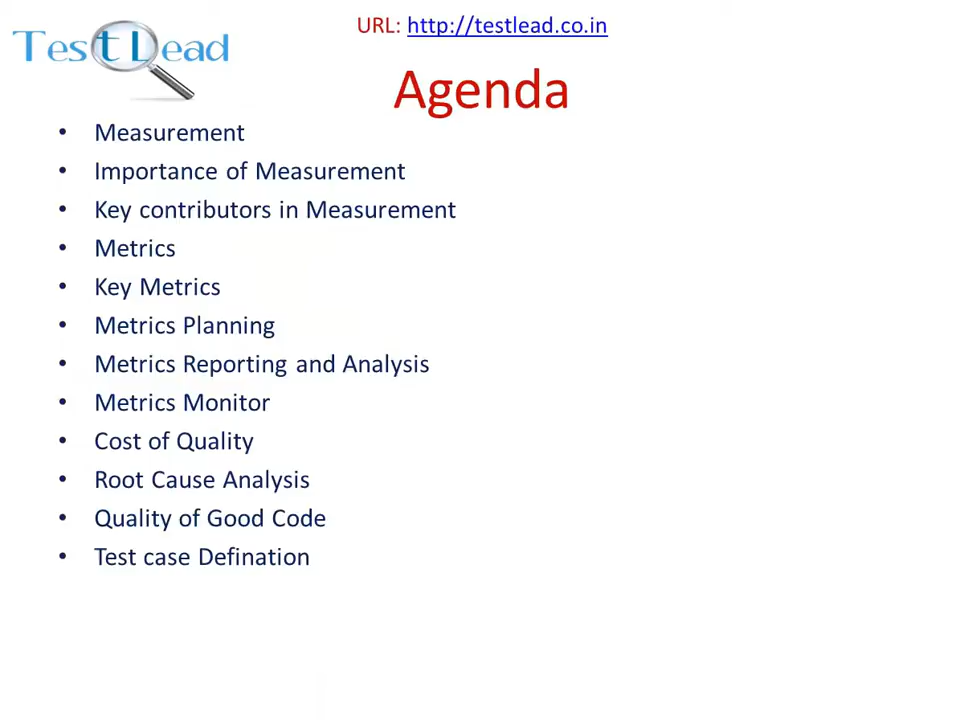 URL: http://testlead.co.in
Test Lead
Agenda
• Measurement
• Importance of Measurement
• Key contributors in Measurement
• Metrics
• Key Metrics
• Metrics Planning
• Metrics Reporting and Analysis
• Metrics Monitor
• Cost of Quality
• Root Cause Analysis
• Quality of Good Code
• Test case Defination